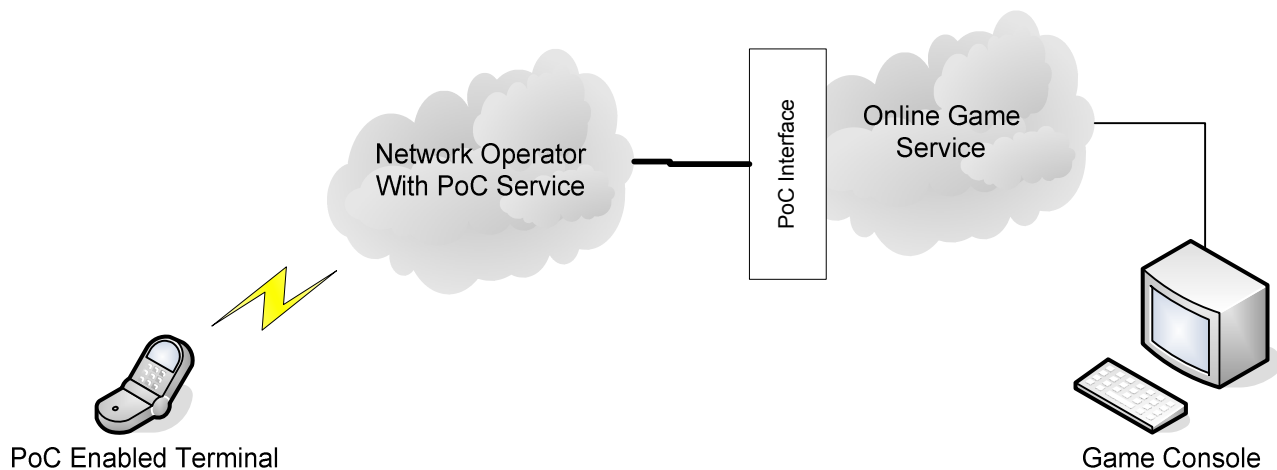 Network Operator
With PoC Service
PoC Interface
Online Game
Service
PoC Enabled Terminal
Game Console